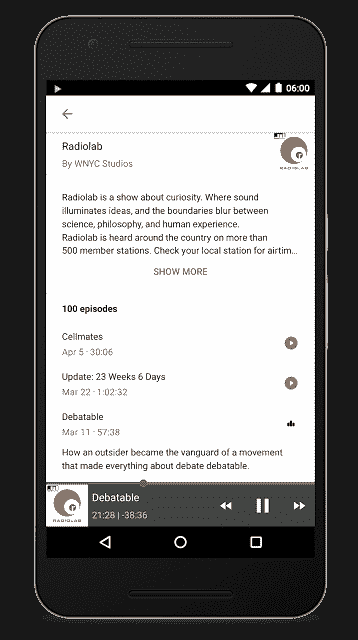 06:00
Radiolab
By WNYC Studios
RADIOLAB
Radiolab is a show about curiosity. Where sound
illuminates ideas, and the boundaries blur between
science, philosophy, and human experience.
Radiolab is heard around the country on more than
500 member stations. Check your local station for airtim...
SHOW MORE
100 episodes
Cellmates
Apr 5 · 30:06
Update: 23 Weeks 6 Days
Mar 22 · 1:02:32
Debatable
Mar 11 · 57:38
How an outsider became the vanguard of a movement
that made everything about debate debatable.
RADIOLAB
Debatable
21:28 | -38:36